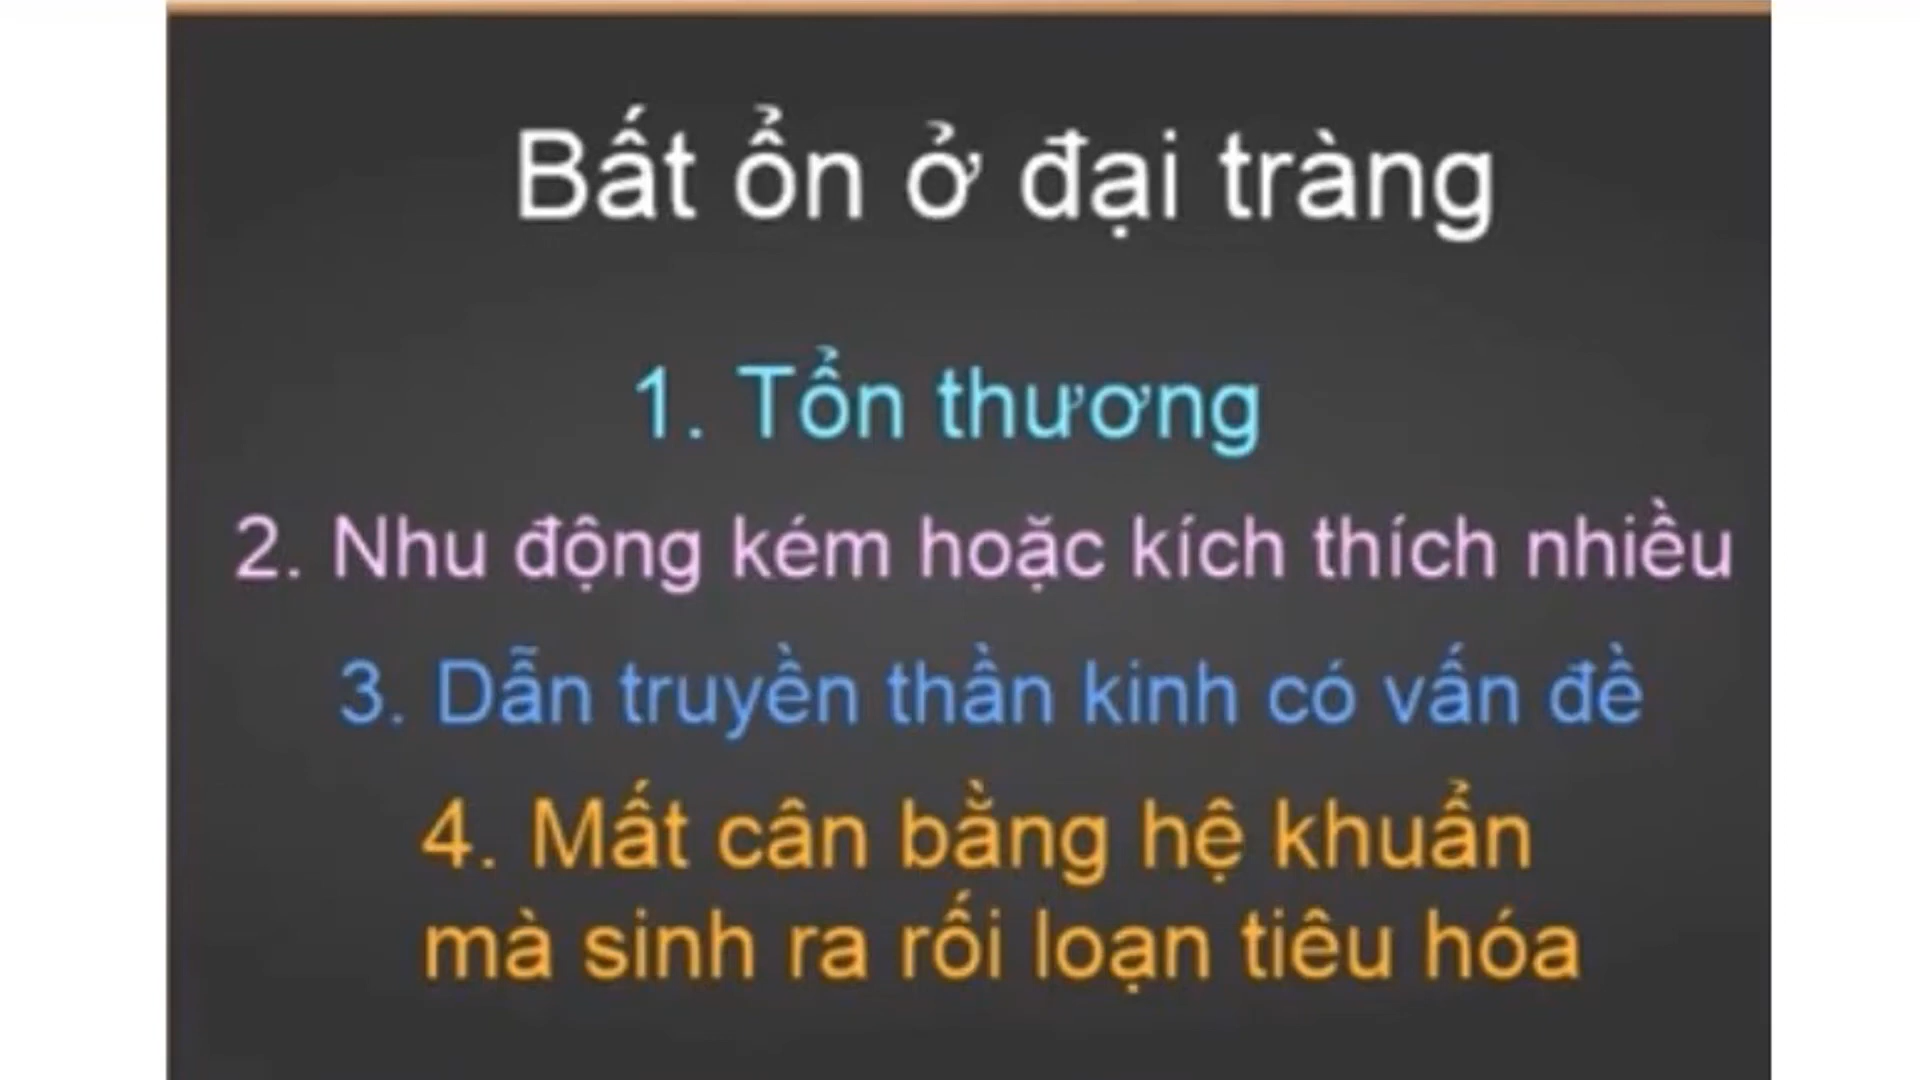 Bất ổn ở đại tràng
1. Tổn thương
2. Nhu động kém hoặc kích thích nhiều
3. Dẫn truyền thần kinh có vấn đề
4. Mất cân bằng hệ khuẩn
mà sinh ra rối loạn tiêu hóa